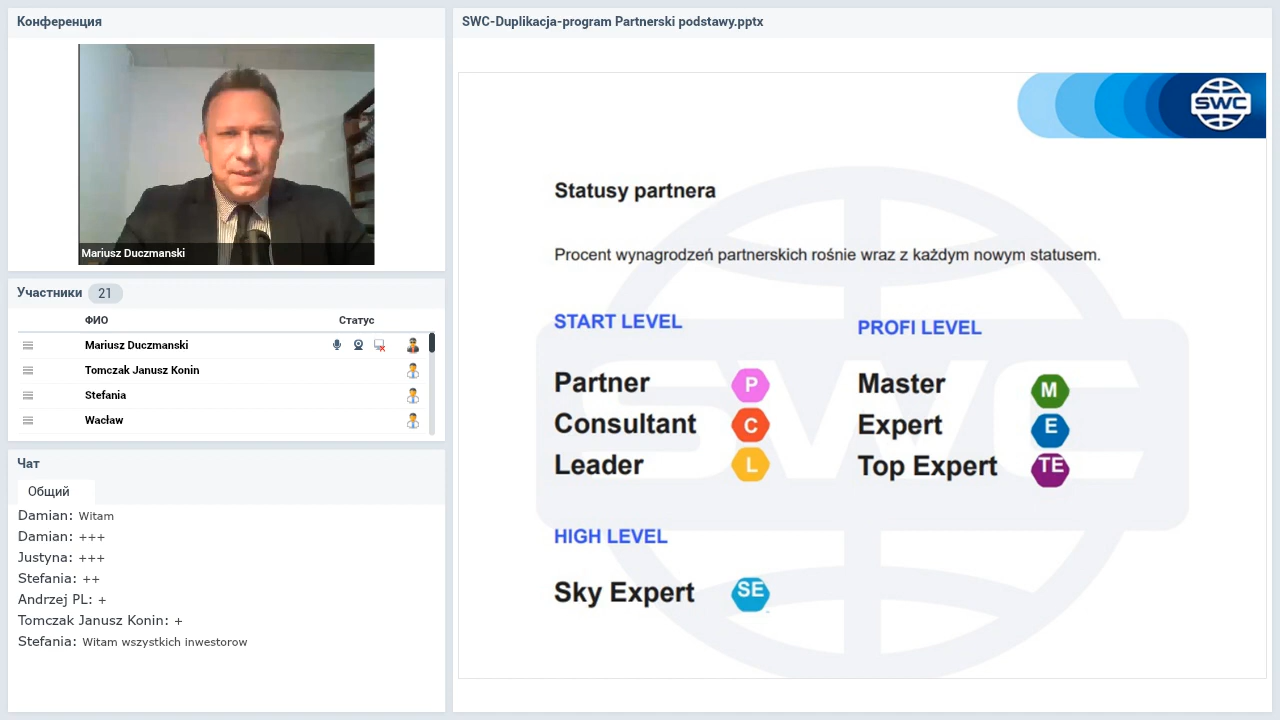 Конференция
Mariusz Duczmanski
Участники 21
ФИО Статус
Mariusz Duczmanski
Tomczak Janusz Konin
Stefania
Wacław
Чат
Общий
Damian: Witam
Damian: +++
Justyna: +++
Stefania: ++
Andrzej PL: +
Tomczak Janusz Konin: +
Stefania: Witam wszystkich inwestorow
SWC-Duplikacja-program Partnerski podstawy.pptx
SWC
Statusy partnera
Procent wynagrodzeń partnerskich rośnie wraz z każdym nowym statusem.
START LEVEL
Partner P
Consultant C
Leader L
PROFI LEVEL
Master M
Expert E
Top Expert TE
HIGH LEVEL
Sky Expert SE
SWC